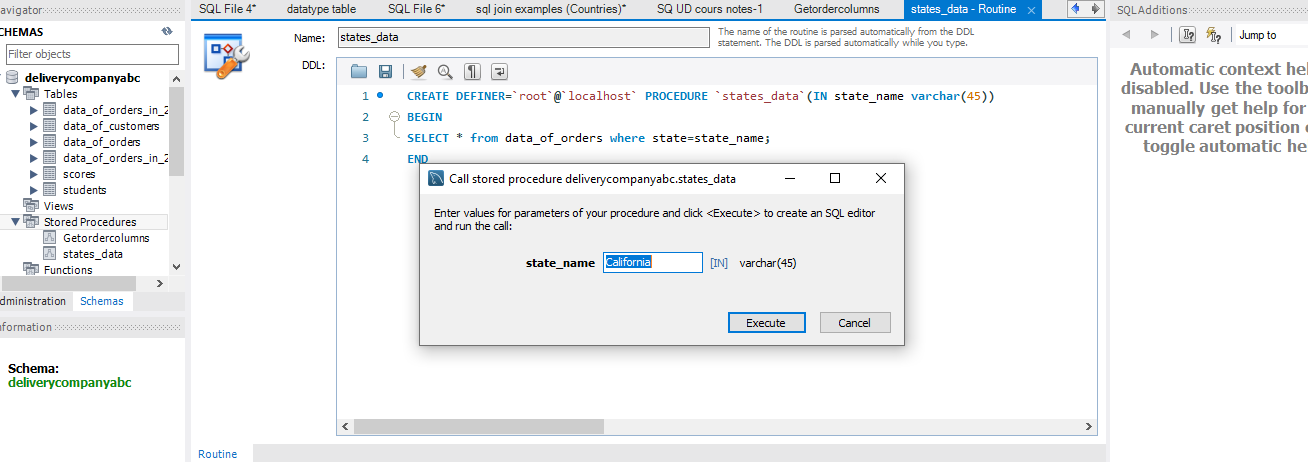 avigator
SCHEMAS
Filter objects
deliverycompanyabc
Tables
data_of_orders_in_2
data_of_customers
data_of_orders
data_of_orders_in_2
scores
students
Views
Stored Procedures
Getordercolumns
states_data
Functions
dministration Schemas
nformation
Schema:
deliverycompanyabc
SQL File 4* datatype table SQL File 6* sql join examples (Countries)* SQ UD cours notes-1 Getordercolumns states_data - Routine
Name: states_data
The name of the routine is parsed automatically from the DDL
statement. The DDL is parsed automatically while you type.
DDL:
1 CREATE DEFINER=`root`@`localhost` PROCEDURE `states_data`(IN state_name varchar(45))
2 BEGIN
3 SELECT * from data_of_orders where state=state_name;
4 END
Call stored procedure deliverycompanyabc.states_data
Enter values for parameters of your procedure and click <Execute> to create an SQL editor
and run the call:
state_name California [IN] varchar(45)
Execute Cancel
Routine
SQLAdditions
Jump to
Automatic context hel
disabled. Use the toolb
manually get help for
current caret position o
toggle automatic he